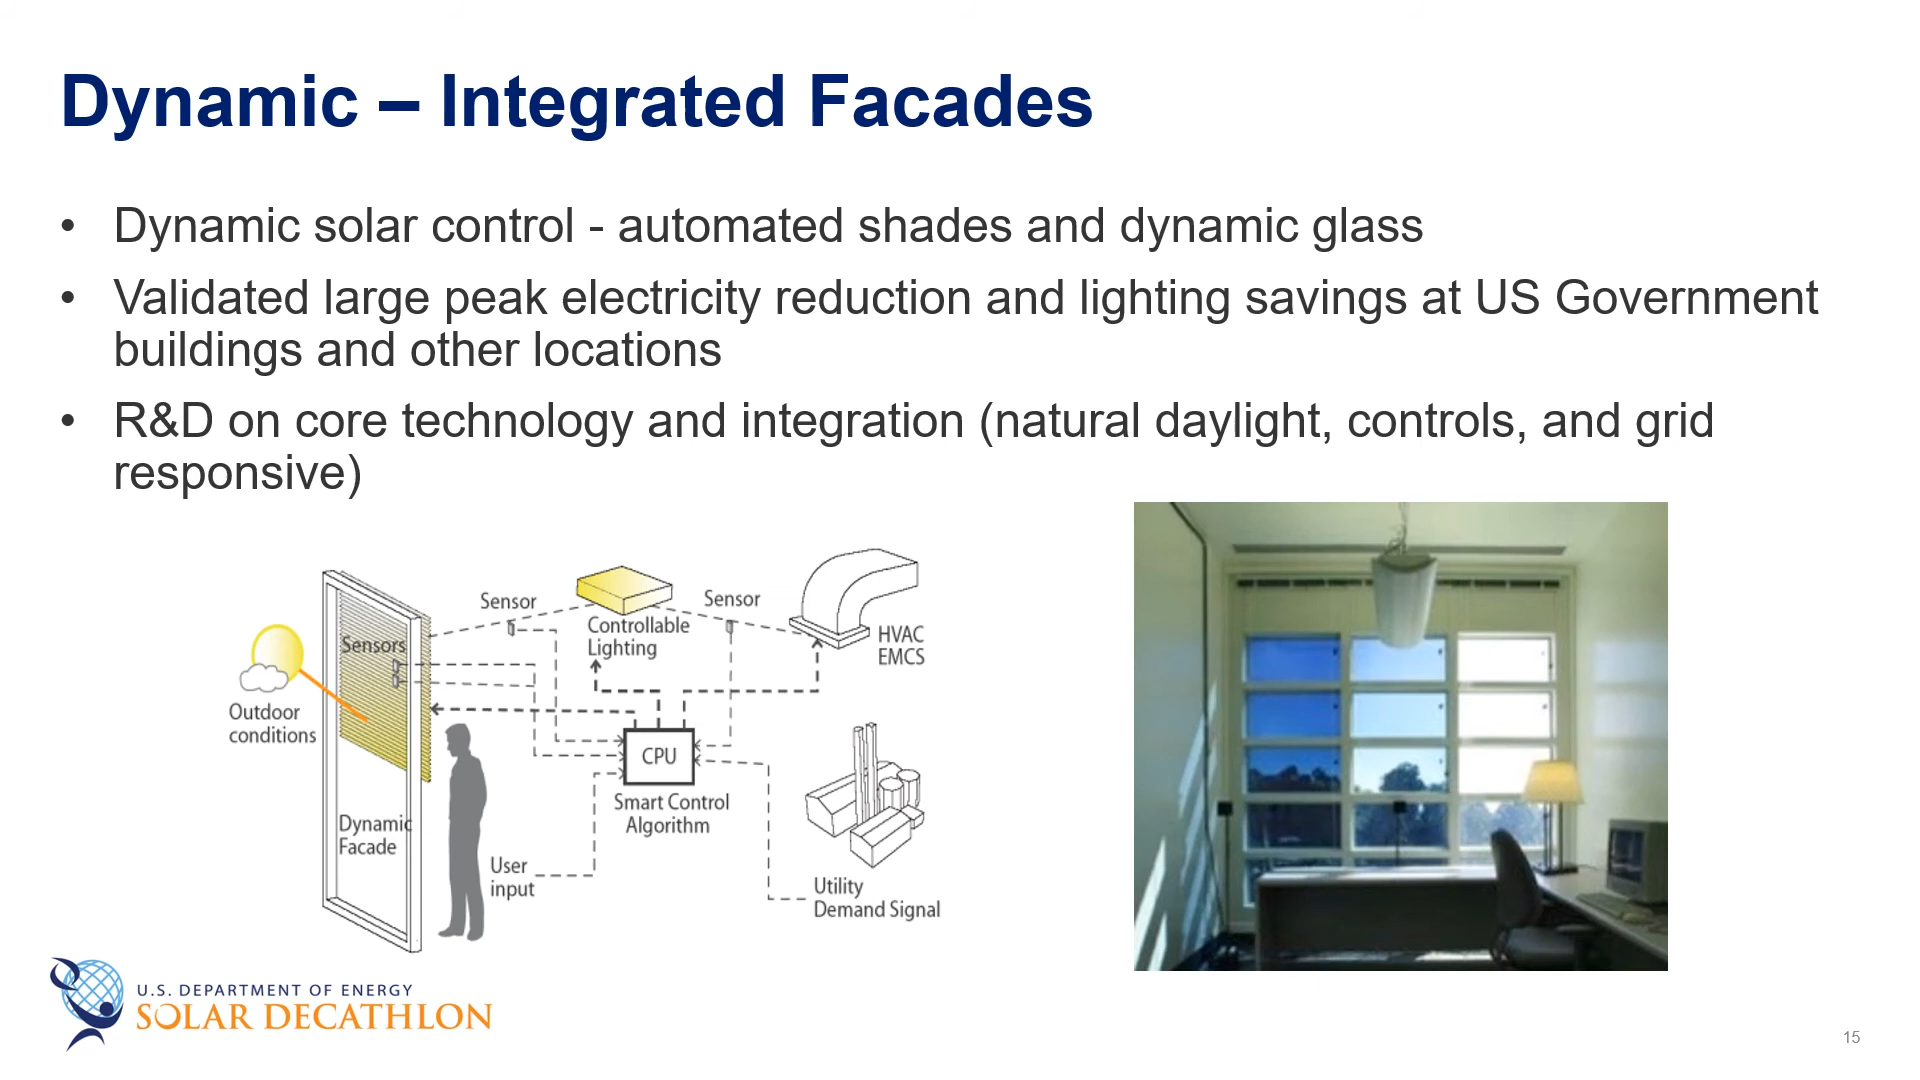 Dynamic – Integrated Facades
• Dynamic solar control - automated shades and dynamic glass
• Validated large peak electricity reduction and lighting savings at US Government
buildings and other locations
• R&D on core technology and integration (natural daylight, controls, and grid
responsive)
Sensor
Controllable
Lighting
Sensor
HVAC
EMCS
Sensors
Outdoor
conditions
CPU
Smart Control
Algorithm
Dynamic
Facade
User
input
Utility
Demand Signal
U.S. DEPARTMENT OF ENERGY
SOLAR DECATHLON
15